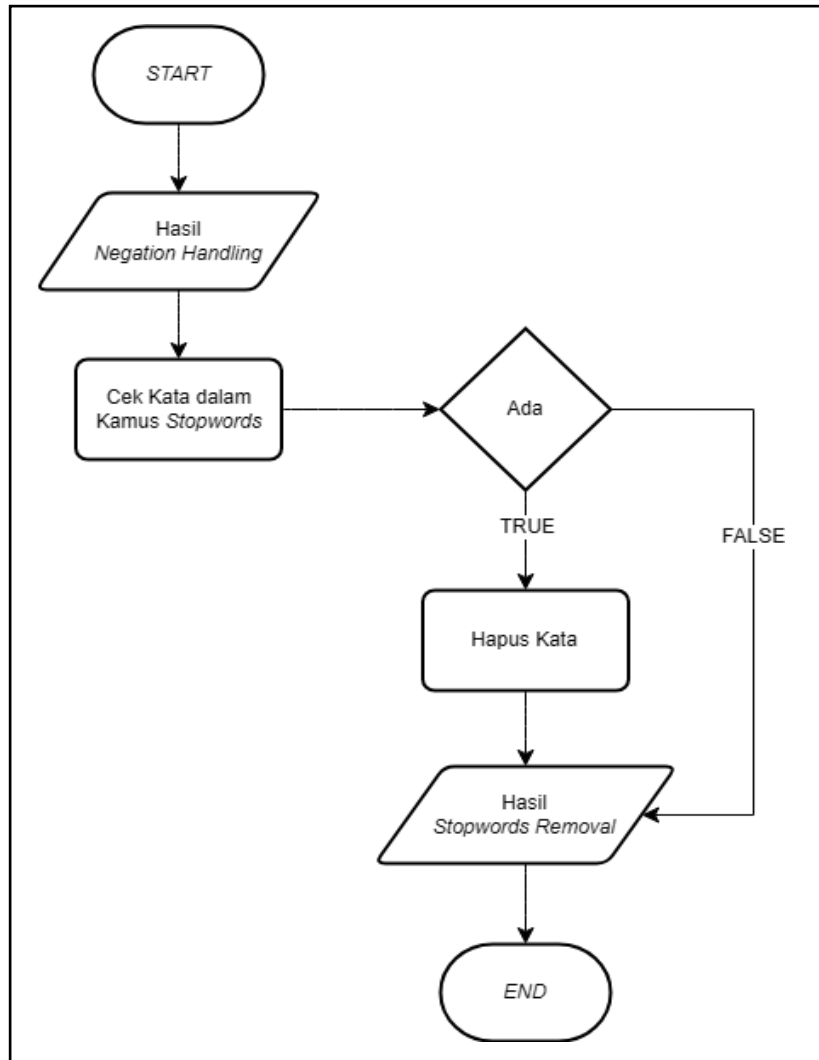 START
Hasil
Negation Handling
Cek Kata dalam
Kamus Stopwords
Ada
TRUE
FALSE
Hapus Kata
Hasil
Stopwords Removal
END